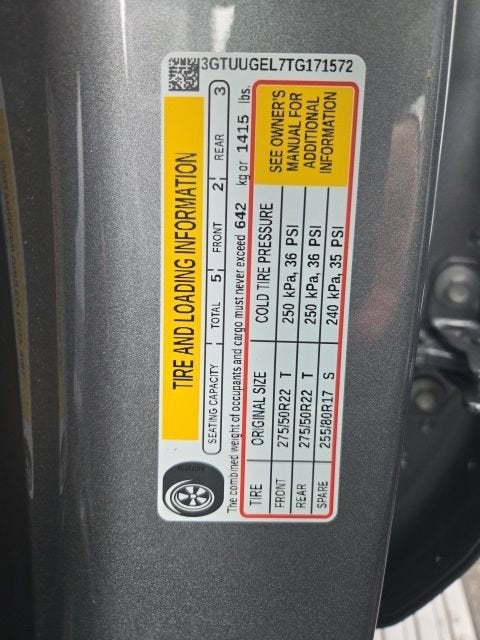 3GTUUGEL7TG171572
TIRE AND LOADING INFORMATION
SEATING CAPACITY TOTAL 5 FRONT 2 REAR 3
The combined weight of occupants and cargo must never exceed 642 kg or 1415 lbs.
TIRE ORIGINAL SIZE COLD TIRE PRESSURE
FRONT 275/50R22 T 250 kPa, 36 PSI
REAR 275/50R22 T 250 kPa, 36 PSI
SPARE 255/80R17 S 240 kPa, 35 PSI
SEE OWNER'S
MANUAL FOR
ADDITIONAL
INFORMATION